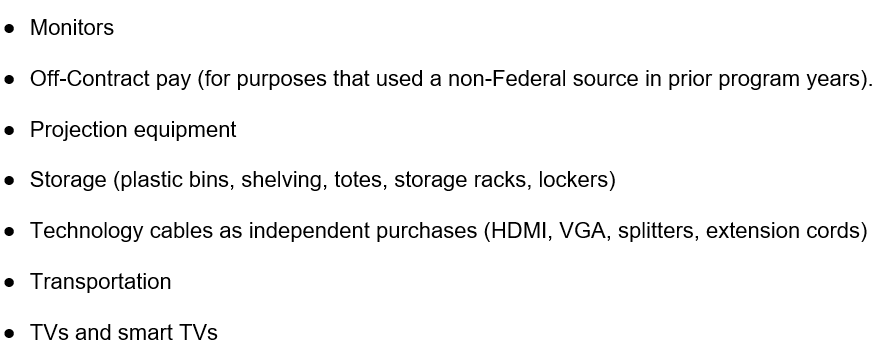 ● Monitors
● Off-Contract pay (for purposes that used a non-Federal source in prior program years).
● Projection equipment
● Storage (plastic bins, shelving, totes, storage racks, lockers)
● Technology cables as independent purchases (HDMI, VGA, splitters, extension cords)
● Transportation
● TVs and smart TVs